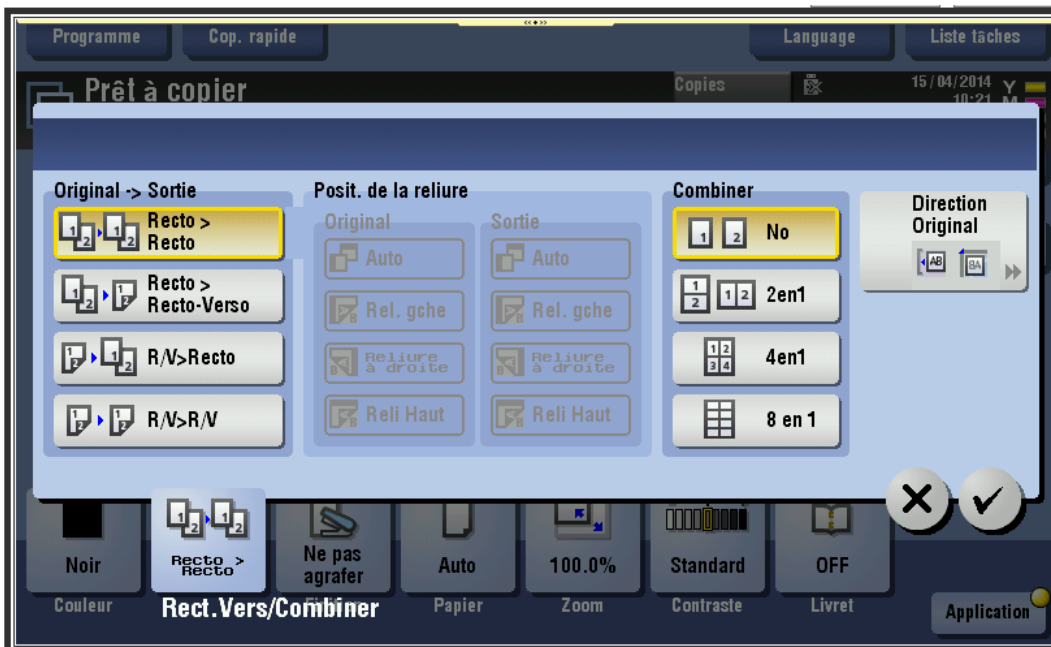 Programme
Cop. rapide
Language
Liste tâches
Prêt à copier
Copies
15/04/2014
10:21
Y
M
Original -> Sortie
Recto >
Recto
Recto >
Recto-Verso
R/V>Recto
R/V>R/V
Posit. de la reliure
Original
Auto
Rel. gche
Reliure
à droite
Reli Haut
Sortie
Auto
Rel. gche
Reliure
à droite
Reli Haut
Combiner
No
2en1
4en1
8 en 1
Direction
Original
Noir
Recto >
Recto
Ne pas
agrafer
Auto
100.0%
Standard
OFF
Couleur
Rect.Vers/Combiner
Papier
Zoom
Contraste
Livret
Application